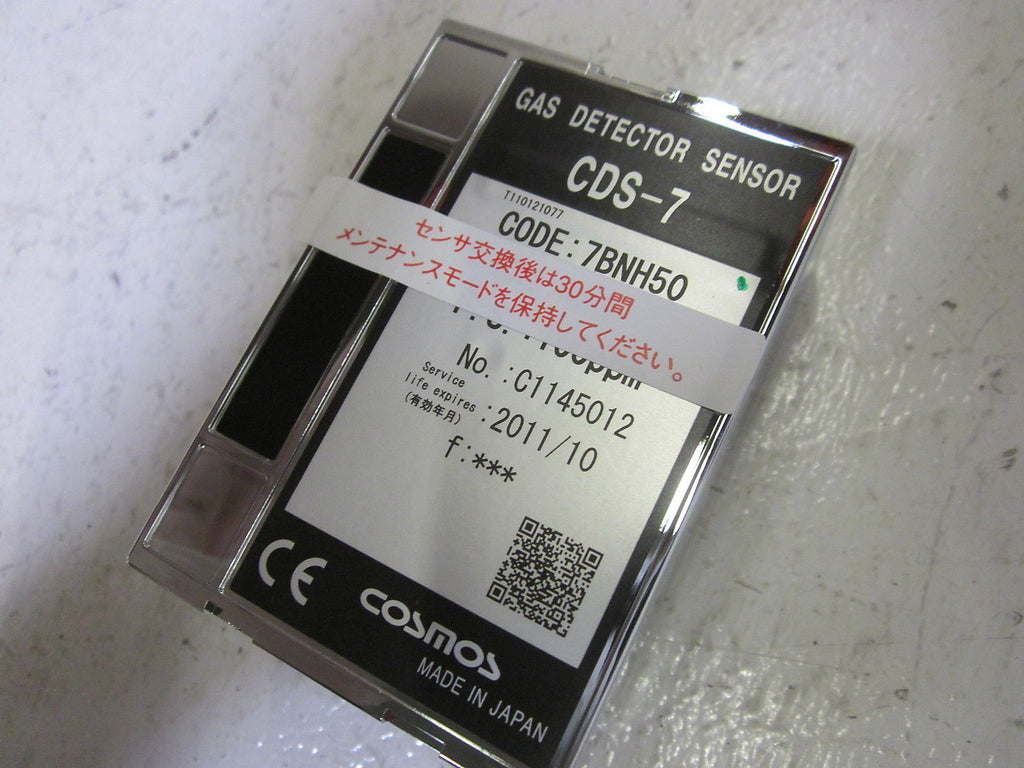 GAS DETECTOR SENSOR
CDS-7
T110121077
CODE:7BNH50
センサ交換後は30分間
メンテナンスモードを保持してください。
No. :C1145012
Service
life expires :2011/10
(有効年月)
f:***
CE
COSMOS
MADE IN JAPAN